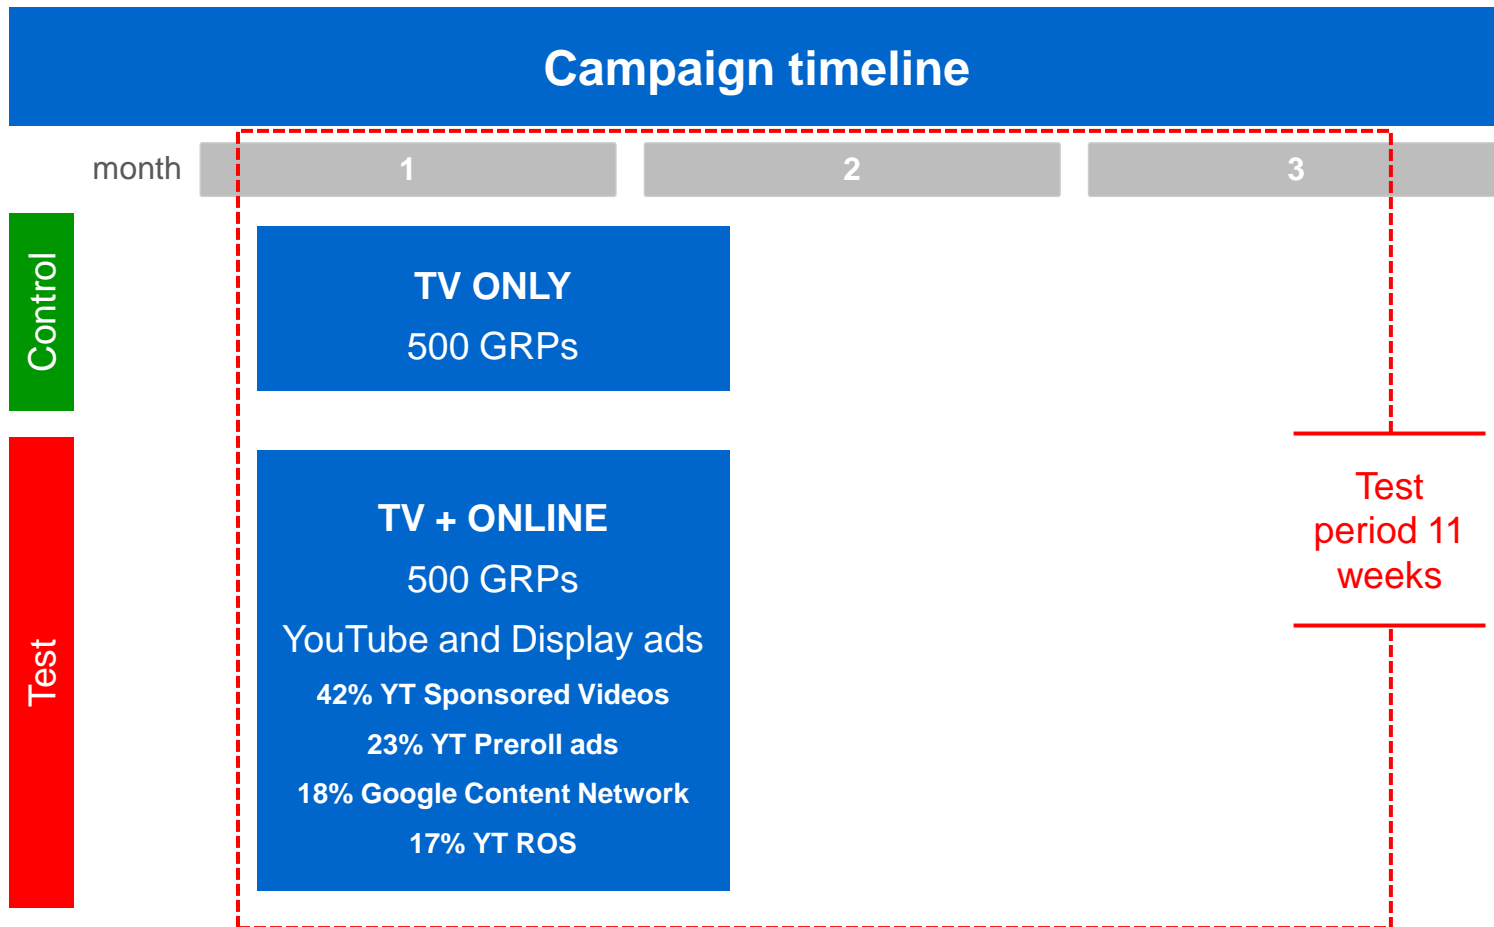 Campaign timeline
month 1 2 3
Control
TV ONLY
500 GRPs
Test
TV + ONLINE
500 GRPs
YouTube and Display ads
42% YT Sponsored Videos
23% YT Preroll ads
18% Google Content Network
17% YT ROS
Test
period 11
weeks